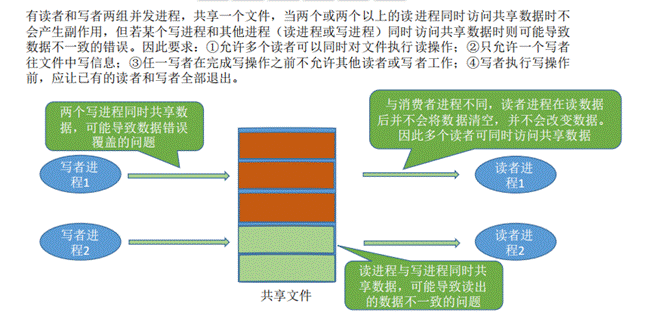 有读者和写者两组并发进程，共享一个文件，当两个或两个以上的读进程同时访问共享数据时不
会产生副作用，但若某个写进程和其他进程（读进程或写进程）同时访问共享数据时则可能导致
数据不一致的错误。因此要求：①允许多个读者可以同时对文件执行读操作；②只允许一个写者
往文件中写信息；③任一写者在完成写操作之前不允许其他读者或写者工作；④写者执行写操作
前，应让已有的读者和写者全部退出。
两个写进程同时共享数
据，可能导致数据错误
覆盖的问题
与消费者进程不同，读者进程在读数据
后并不会将数据清空，并不会改变数据。
因此多个读者可同时访问共享数据
写者进
程1
读者进
程1
写者进
程2
读者进
程2
读进程与写进程同时共
享数据，可能导致读出
的数据不一致的问题
共享文件